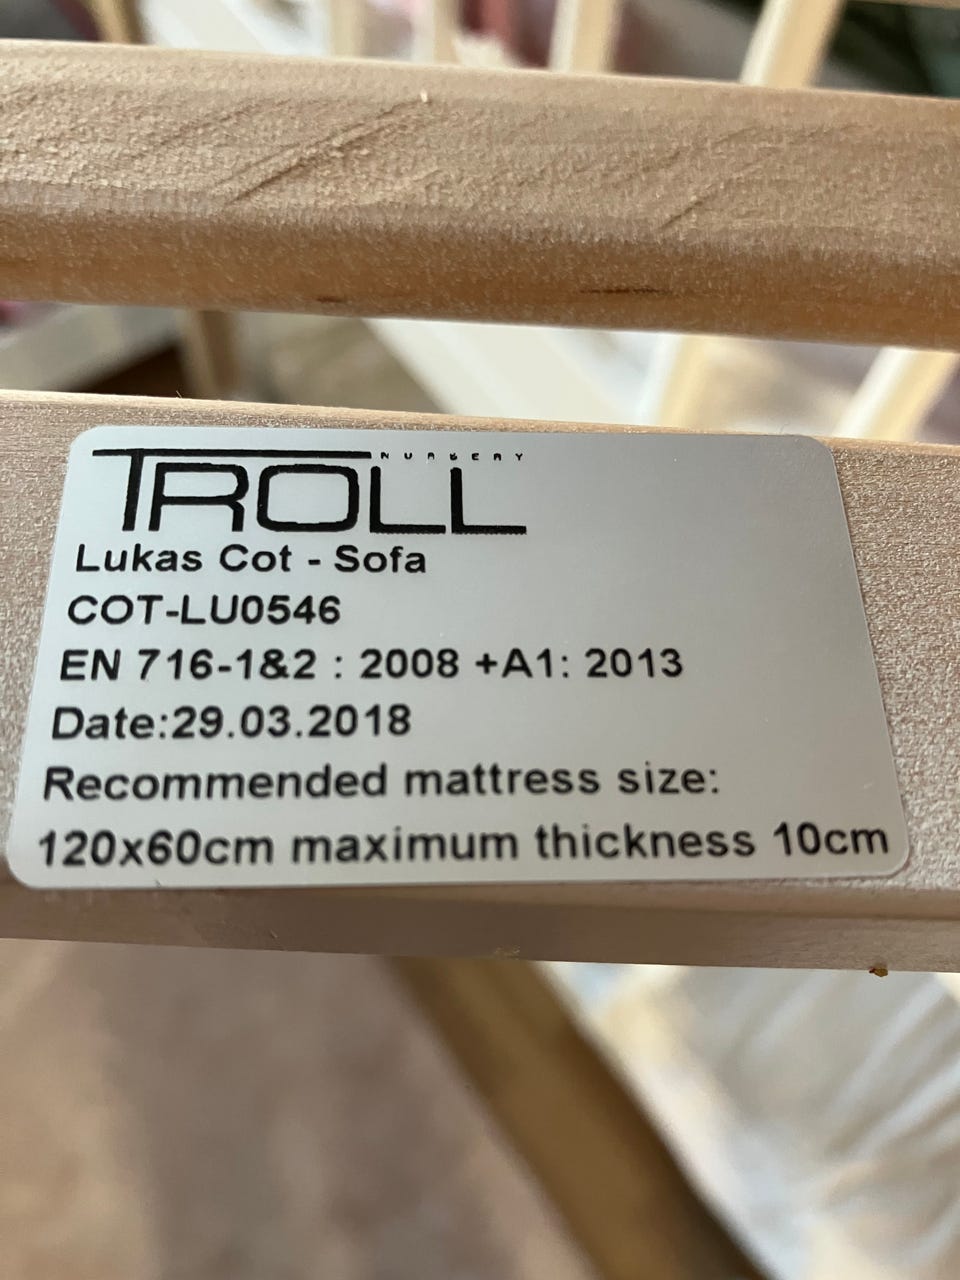 TROLL NURSERY
Lukas Cot - Sofa
COT-LU0546
EN 716-1&2 : 2008 +A1: 2013
Date:29.03.2018
Recommended mattress size:
120x60cm maximum thickness 10cm